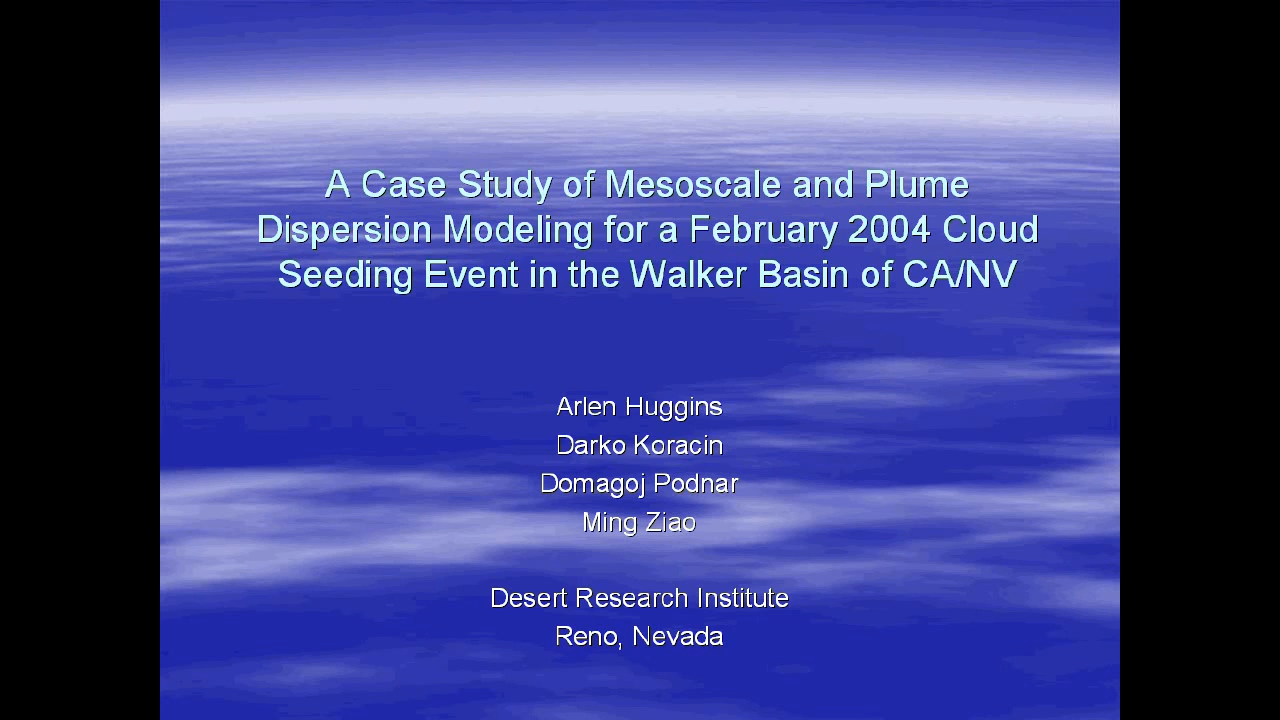 A Case Study of Mesoscale and Plume
Dispersion Modeling for a February 2004 Cloud
Seeding Event in the Walker Basin of CA/NV
Arlen Huggins
Darko Koracin
Domagoj Podnar
Ming Ziao
Desert Research Institute
Reno, Nevada